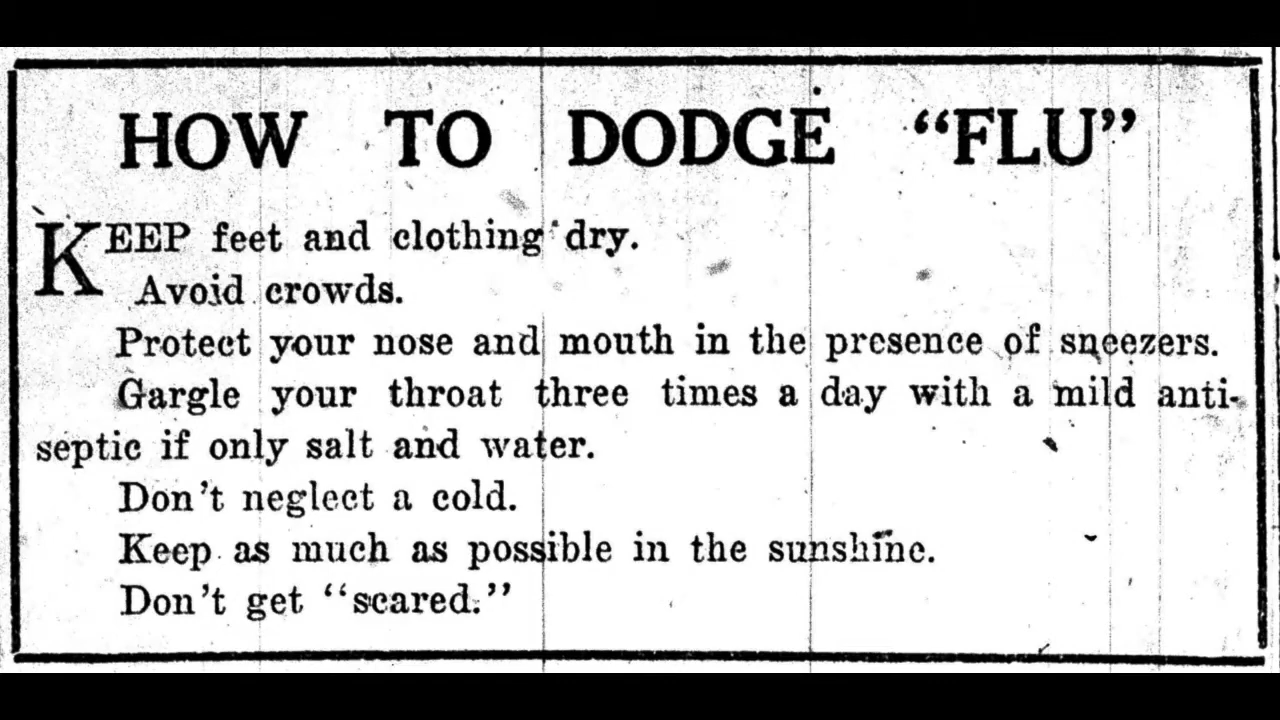 HOW TO DODGE “FLU”
KEEP feet and clothing dry.
Avoid crowds.
Protect your nose and mouth in the presence of sneezers.
Gargle your throat three times a day with a mild anti-
septic if only salt and water.
Don't neglect a cold.
Keep as much as possible in the sunshine.
Don't get “scared.”